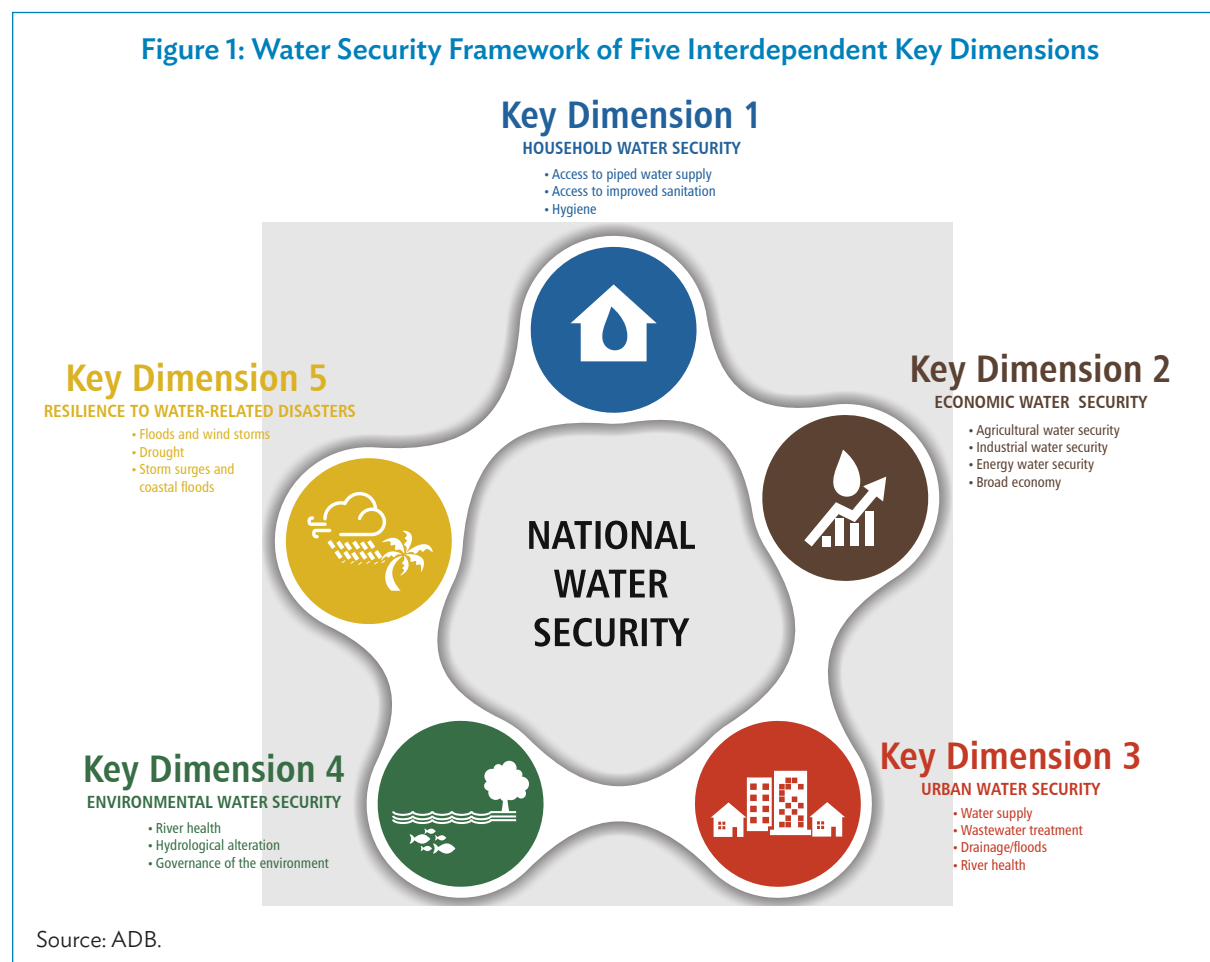 Figure 1: Water Security Framework of Five Interdependent Key Dimensions
Key Dimension 1
HOUSEHOLD WATER SECURITY
• Access to piped water supply
• Access to improved sanitation
• Hygiene
Key Dimension 2
ECONOMIC WATER SECURITY
• Agricultural water security
• Industrial water security
• Energy water security
• Broad economy
Key Dimension 5
RESILIENCE TO WATER-RELATED DISASTERS
• Floods and wind storms
• Drought
• Storm surges and
coastal floods
NATIONAL
WATER
SECURITY
Key Dimension 3
URBAN WATER SECURITY
• Water supply
• Wastewater treatment
• Drainage/floods
• River health
Key Dimension 4
ENVIRONMENTAL WATER SECURITY
• River health
• Hydrological alteration
• Governance of the environment
Source: ADB.